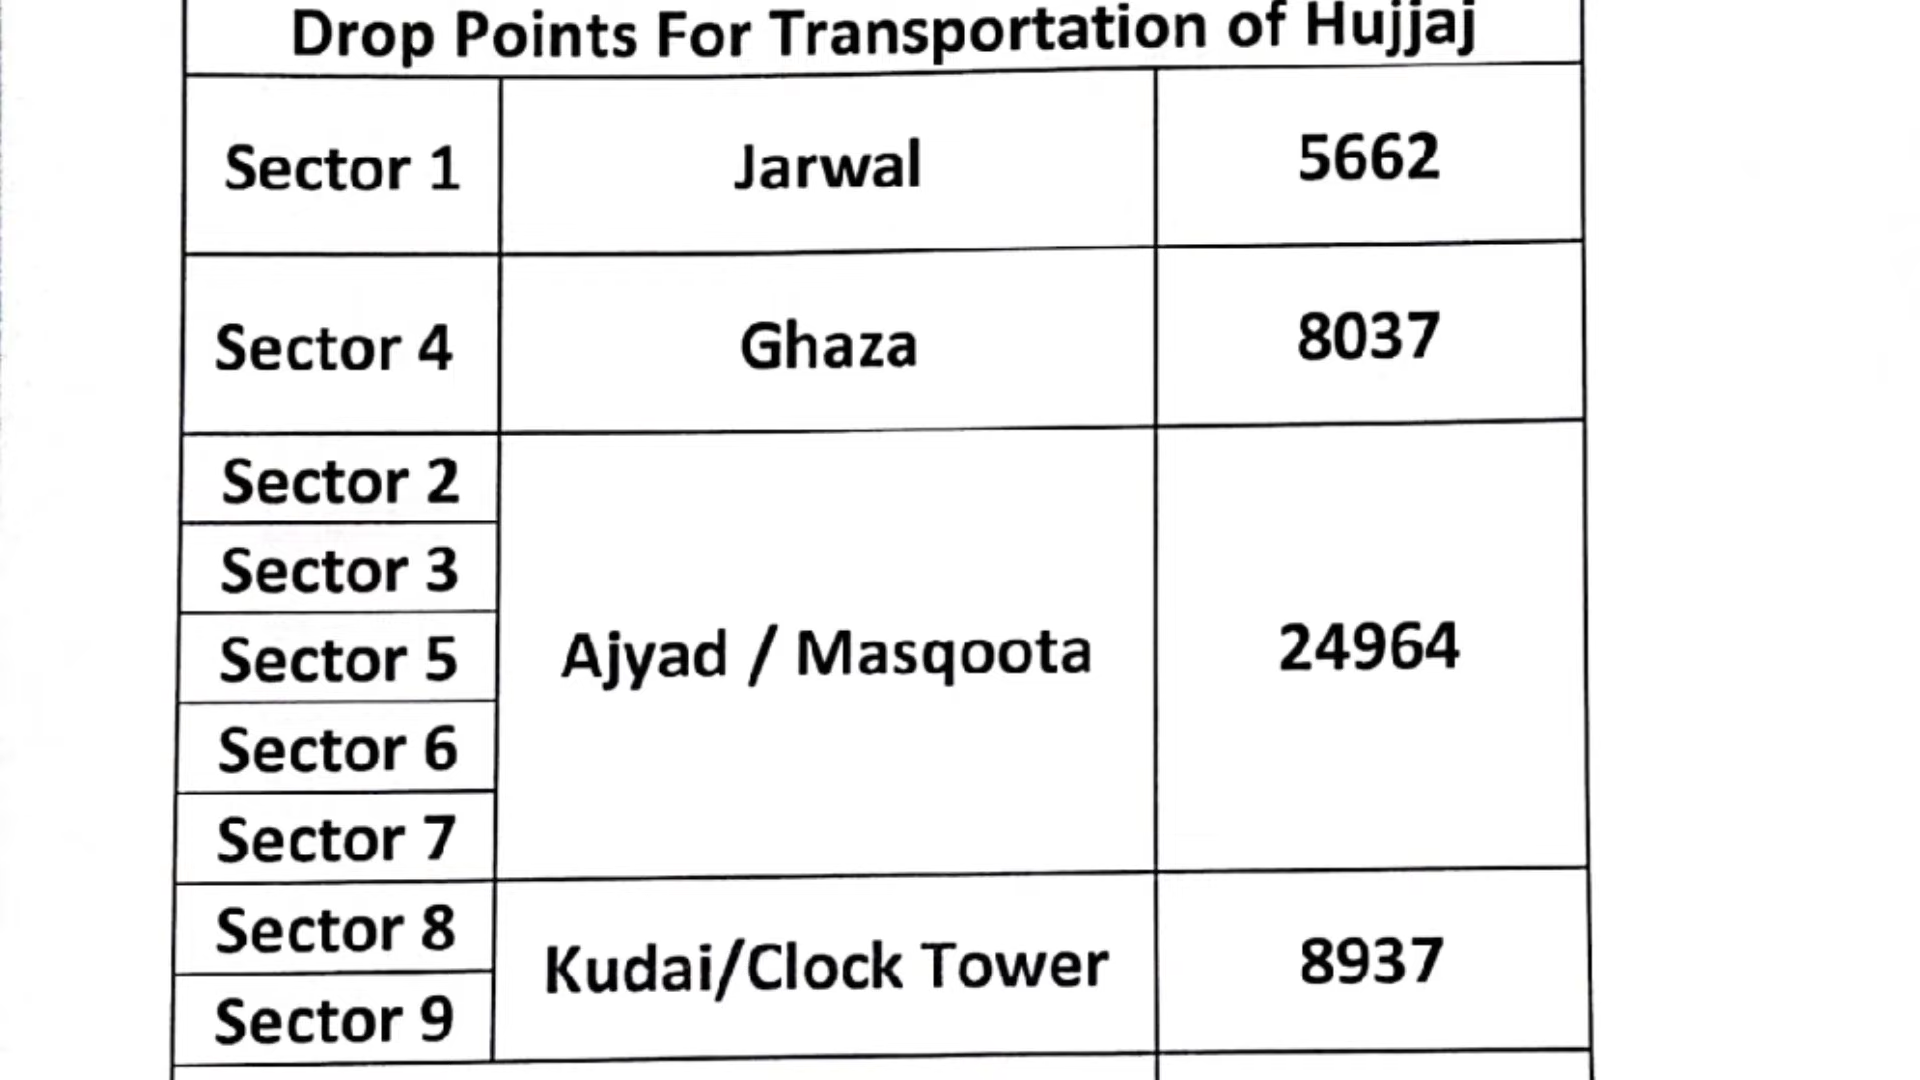 Drop Points For Transportation of Hujjaj
Sector 1 Jarwal 5662
Sector 4 Ghaza 8037
Sector 2
Sector 3
Sector 5
Sector 6
Sector 7
Ajyad / Masqoota 24964
Sector 8
Sector 9
Kudai/Clock Tower 8937